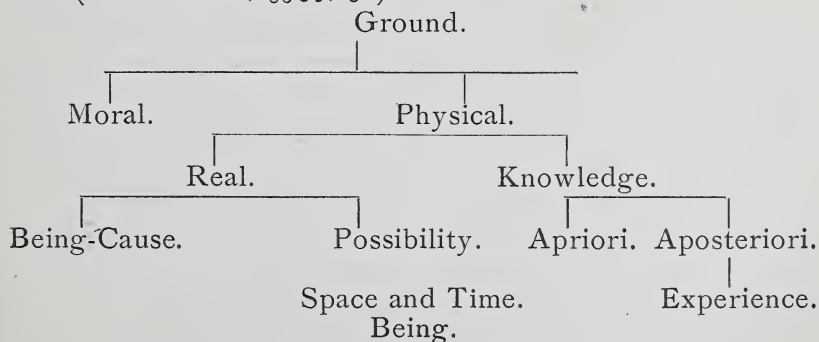 Ground.
Moral. Physical.
Real. Knowledge.
Being-Cause. Possibility. Apriori. Aposteriori.
Space and Time. Experience.
Being.